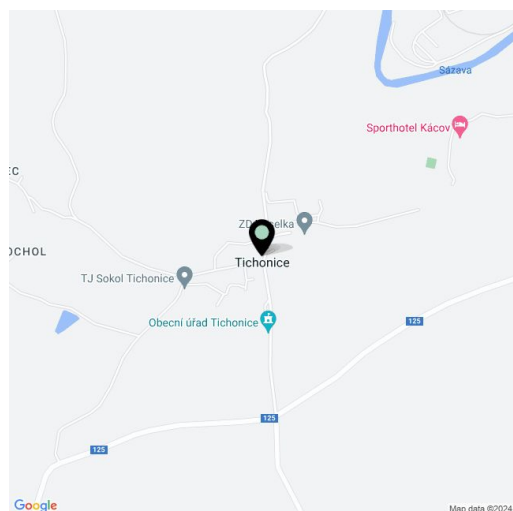 Sázava
Sporthotel Kácov
EC
ZD
elka
OCHOL
Tichonice
TJ Sokol Tichonice
Obecní úřad Tichonice
125
125
125
Google
Map data ©2024